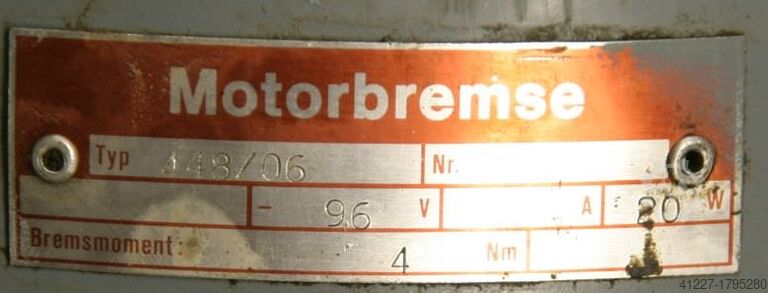 Motorbremse
Typ 448/06 Nr.
- 96 V A 20 W
Bremsmoment: 4 Nm
41227-1795280